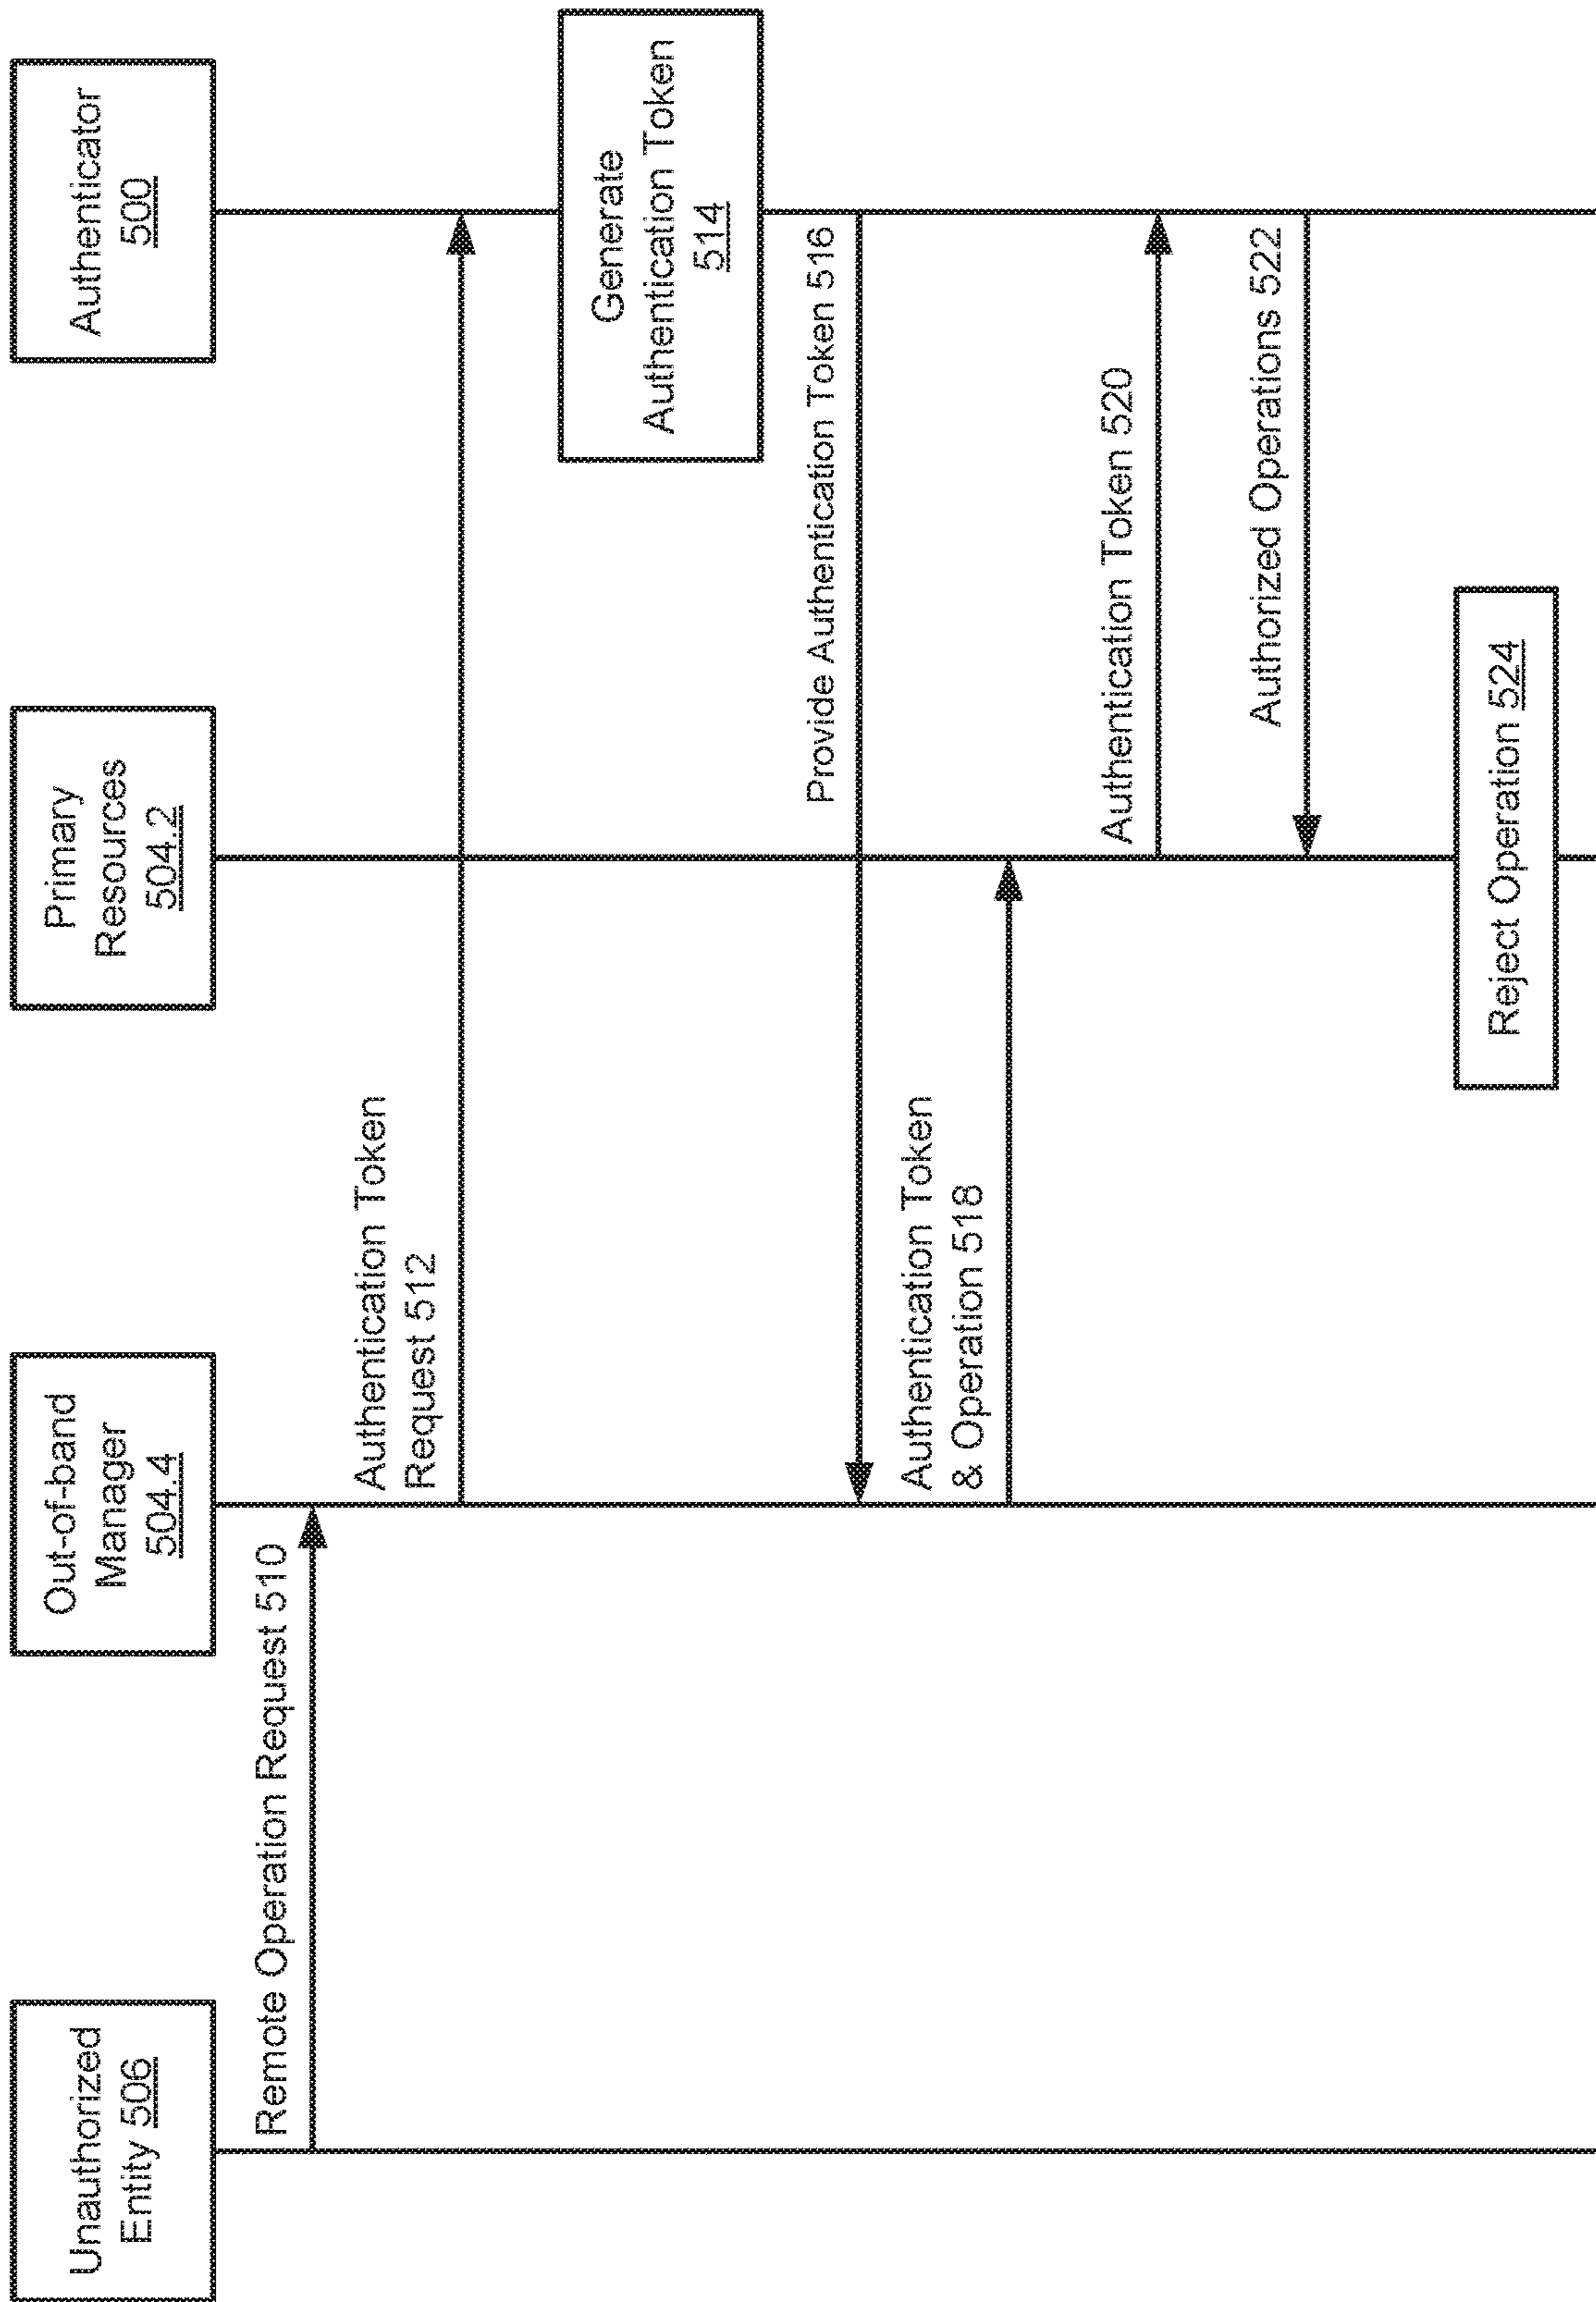 Unauthorized
Entity 506
Out-of-band
Manager
504.4
Primary
Resources
504.2
Authenticator
500
Remote Operation Request 510
Authentication Token
Request 512
Generate
Authentication Token
514
Provide Authentication Token 516
Authentication Token
& Operation 518
Authentication Token 520
Authorized Operations 522
Reject Operation 524